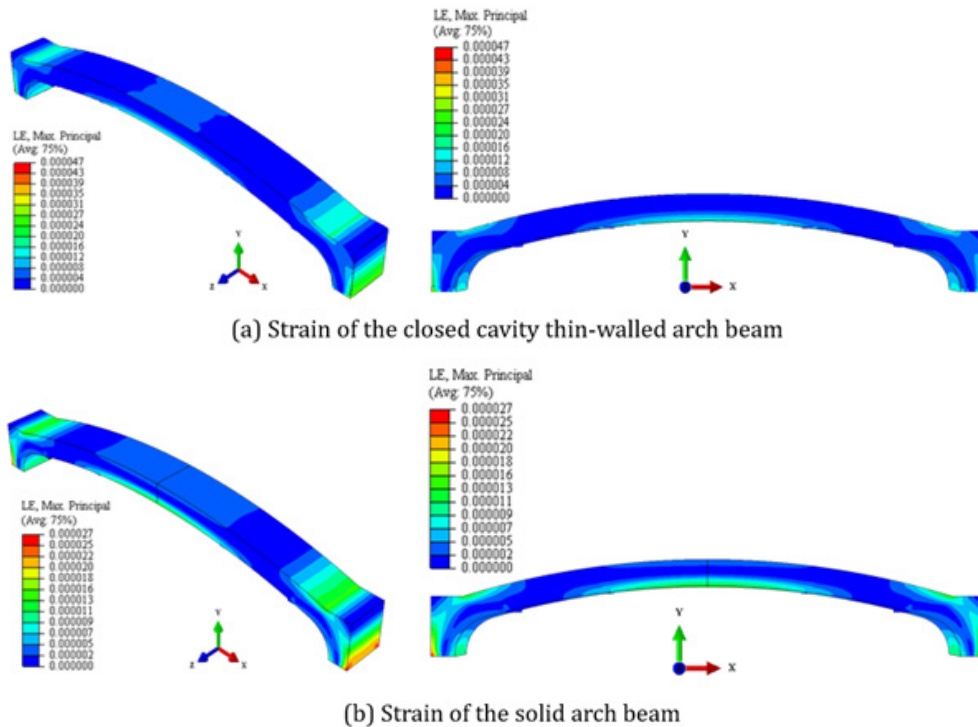 LE, Max. Principal
(Avg: 75%)
0.000047
0.000043
0.000039
0.000035
0.000031
0.000027
0.000024
0.000020
0.000016
0.000012
0.000008
0.000004
0.000000
Y
Z
X
LE, Max. Principal
(Avg: 75%)
0.000047
0.000043
0.000039
0.000035
0.000031
0.000027
0.000024
0.000020
0.000016
0.000012
0.000008
0.000004
0.000000
Y
X
(a) Strain of the closed cavity thin-walled arch beam
LE, Max. Principal
(Avg: 75%)
0.000027
0.000025
0.000022
0.000020
0.000018
0.000016
0.000013
0.000011
0.000009
0.000007
0.000005
0.000002
0.000000
Y
Z
X
LE, Max. Principal
(Avg: 75%)
0.000027
0.000025
0.000022
0.000020
0.000018
0.000016
0.000013
0.000011
0.000009
0.000007
0.000005
0.000002
0.000000
Y
X
(b) Strain of the solid arch beam